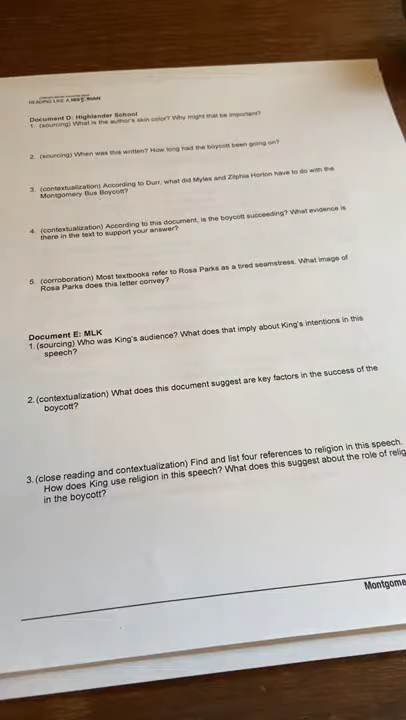 READING LIKE A HISTORIAN
Document D: Highlander School
1. (sourcing) What is the author's skin color? Why might that be important?
2. (sourcing) When was this written? How long had the boycott been going on?
3. (contextualization) According to Durr, what did Myles and Zilphia Horton have to do with the
Montgomery Bus Boycott?
4. (contextualization) According to this document, is the boycott succeeding? What evidence is
there in the text to support your answer?
5. (corroboration) Most textbooks refer to Rosa Parks as a tired seamstress. What image of
Rosa Parks does this letter convey?
Document E: MLK
1. (sourcing) Who was King's audience? What does that imply about King's intentions in this
speech?
2. (contextualization) What does this document suggest are key factors in the success of the
boycott?
3. (close reading and contextualization) Find and list four references to religion in this speech.
How does King use religion in this speech? What does this suggest about the role of relig
in the boycott?
Montgome